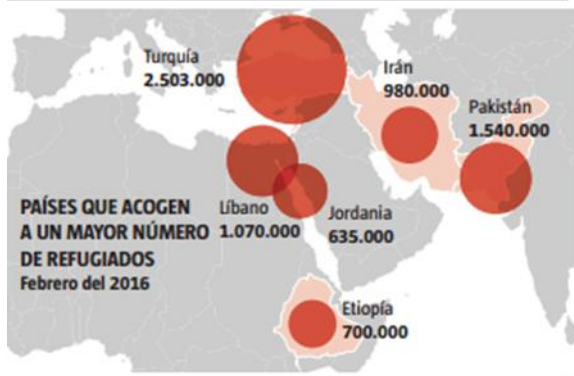 Turquía
2.503.000
Irán
980.000
Pakistán
1.540.000
PAÍSES QUE ACOGEN
A UN MAYOR NÚMERO
DE REFUGIADOS
Febrero del 2016
Líbano
1.070.000
Jordania
635.000
Etiopía
700.000